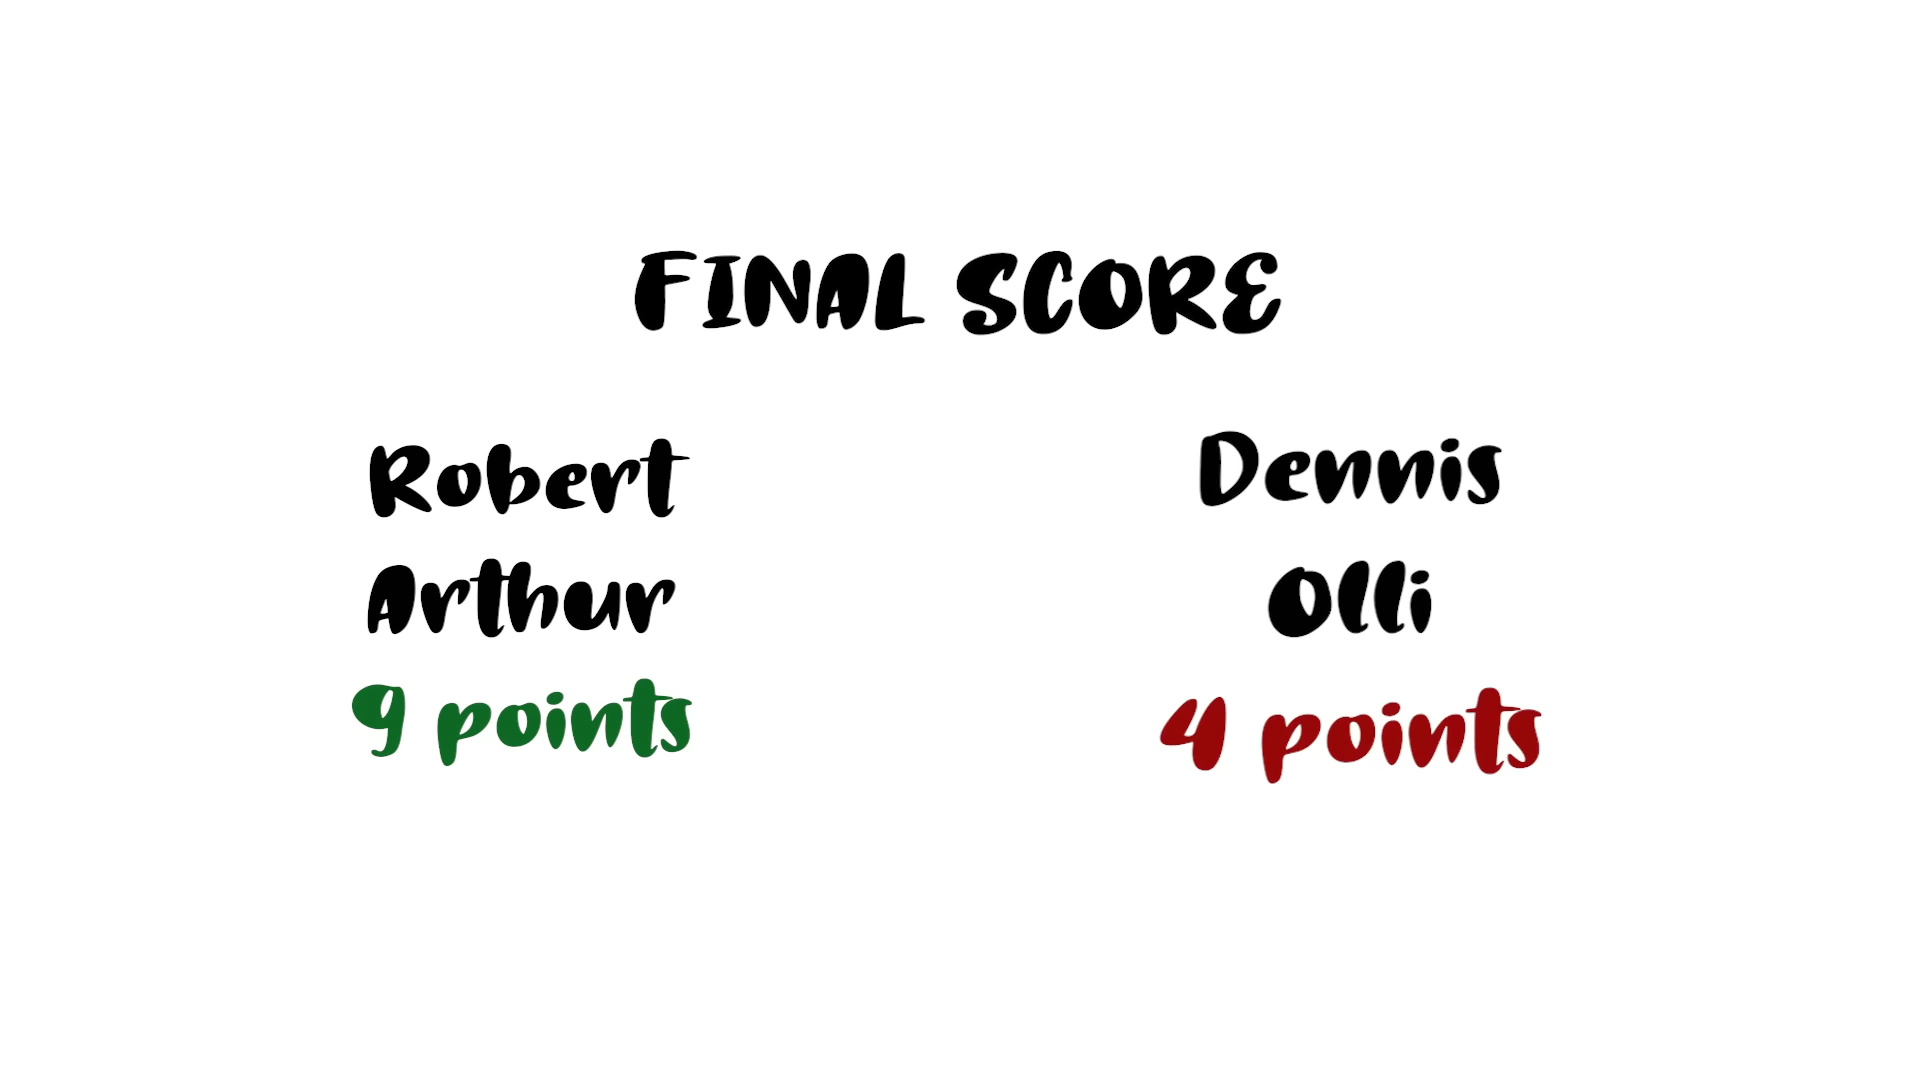 FINAL SCORE
Robert
Arthur
9 points
Dennis
Olli
4 points